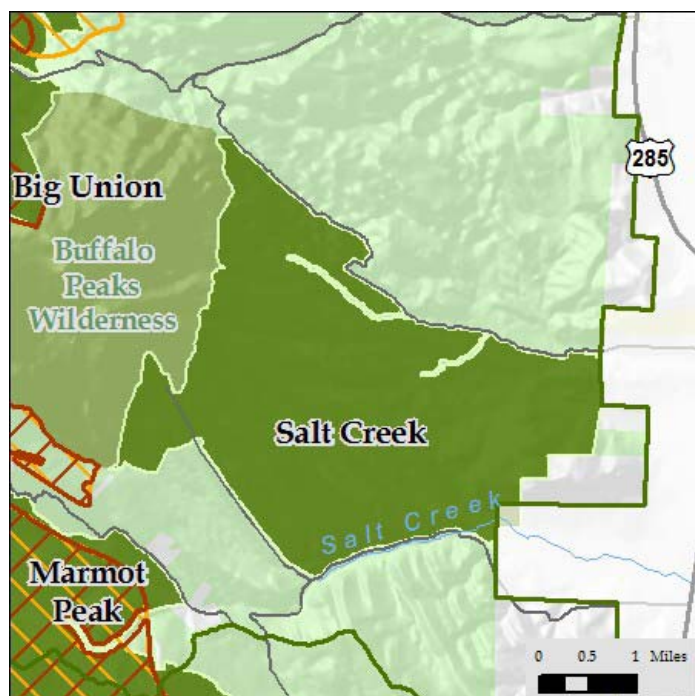 285
Big Union
Buffalo
Peaks
Wilderness
Salt Creek
Salt Creek
Marmot
Peak
0 0.5 1 Miles